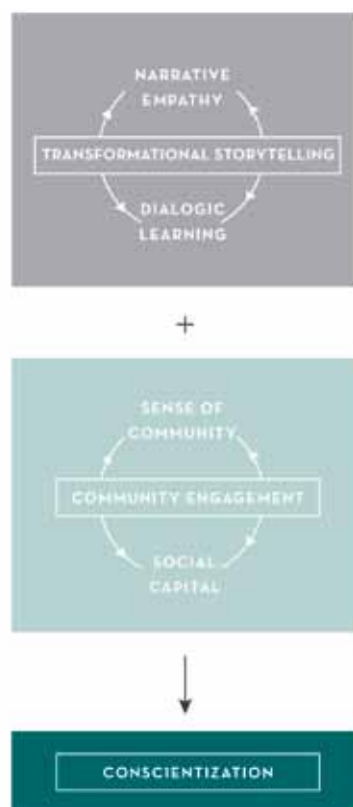 NARRATIVE
EMPATHY
TRANSFORMATIONAL STORYTELLING
DIALOGIC
LEARNING
+
SENSE OF
COMMUNITY
COMMUNITY ENGAGEMENT
SOCIAL
CAPITAL
CONSCIENTIZATION